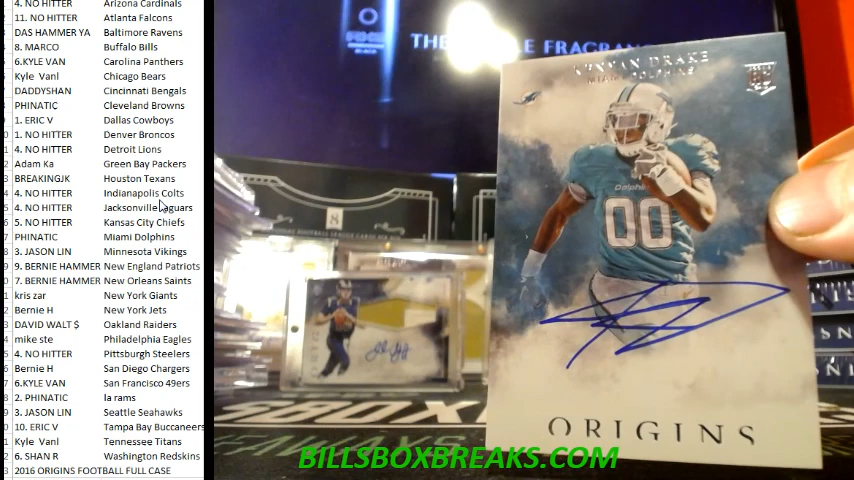 4. NO HITTER Arizona Cardinals
11. NO HITTER Atlanta Falcons
DAS HAMMER YA Baltimore Ravens
8. MARCO Buffalo Bills
6.KYLE VAN Carolina Panthers
Kyle Vanl Chicago Bears
DADDYSHAN Cincinnati Bengals
PHINATIC Cleveland Browns
1. ERIC V Dallas Cowboys
1. NO HITTER Denver Broncos
4. NO HITTER Detroit Lions
Adam Ka Green Bay Packers
BREAKINGJK Houston Texans
4. NO HITTER Indianapolis Colts
4. NO HITTER Jacksonville Jaguars
5. NO HITTER Kansas City Chiefs
PHINATIC Miami Dolphins
3. JASON LIN Minnesota Vikings
9. BERNIE HAMMER New England Patriots
7. BERNIE HAMMER New Orleans Saints
kris zar New York Giants
Bernie H New York Jets
DAVID WALT $ Oakland Raiders
mike ste Philadelphia Eagles
4. NO HITTER Pittsburgh Steelers
Bernie H San Diego Chargers
6.KYLE VAN San Francisco 49ers
2. PHINATIC la rams
3. JASON LIN Seattle Seahawks
10. ERIC V Tampa Bay Buccaneers
Kyle Vanl Tennessee Titans
6. SHAN R Washington Redskins
2016 ORIGINS FOOTBALL FULL CASE
AXE
THE FRAGRAN
KENYAN DRAKE
MIAMI DOLPHINS
RC
Dolphins
00
ORIGINS
8
BILLSBOXBREAKS.COM